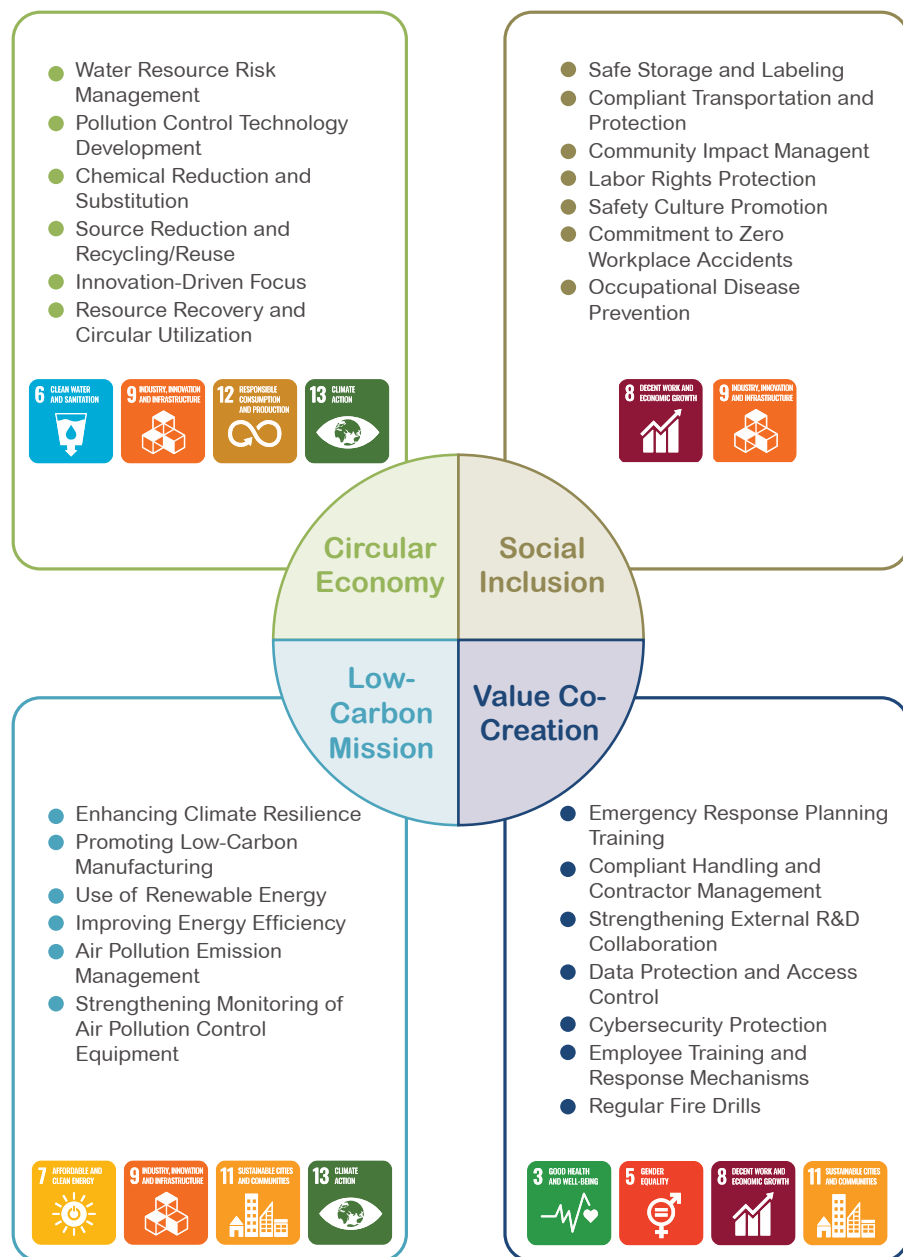 Water Resource Risk
Management
Pollution Control Technology
Development
Chemical Reduction and
Substitution
Source Reduction and
Recycling/Reuse
Innovation-Driven Focus
Resource Recovery and
Circular Utilization
6 CLEAN WATER
AND SANITATION
9 INDUSTRY, INNOVATION
AND INFRASTRUCTURE
12 RESPONSIBLE
CONSUMPTION
AND PRODUCTION
13 CLIMATE
ACTION
Safe Storage and Labeling
Compliant Transportation and
Protection
Community Impact Managent
Labor Rights Protection
Safety Culture Promotion
Commitment to Zero
Workplace Accidents
Occupational Disease
Prevention
8 DECENT WORK AND
ECONOMIC GROWTH
9 INDUSTRY, INNOVATION
AND INFRASTRUCTURE
Circular
Economy
Social
Inclusion
Low-
Carbon
Mission
Value Co-
Creation
Enhancing Climate Resilience
Promoting Low-Carbon
Manufacturing
Use of Renewable Energy
Improving Energy Efficiency
Air Pollution Emission
Management
Strengthening Monitoring of
Air Pollution Control
Equipment
7 AFFORDABLE AND
CLEAN ENERGY
9 INDUSTRY, INNOVATION
AND INFRASTRUCTURE
11 SUSTAINABLE CITIES
AND COMMUNITIES
13 CLIMATE
ACTION
Emergency Response Planning
Training
Compliant Handling and
Contractor Management
Strengthening External R&D
Collaboration
Data Protection and Access
Control
Cybersecurity Protection
Employee Training and
Response Mechanisms
Regular Fire Drills
3 GOOD HEALTH
AND WELL-BEING
5 GENDER
EQUALITY
8 DECENT WORK AND
ECONOMIC GROWTH
11 SUSTAINABLE CITIES
AND COMMUNITIES